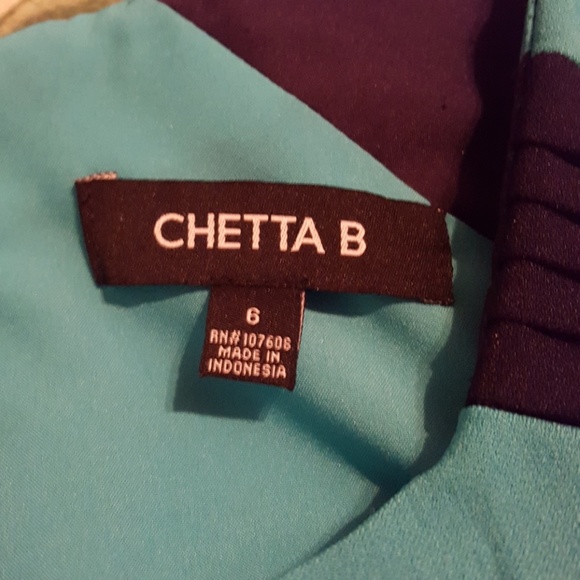 CHETTA B
6
RN#107606
MADE IN
INDONESIA